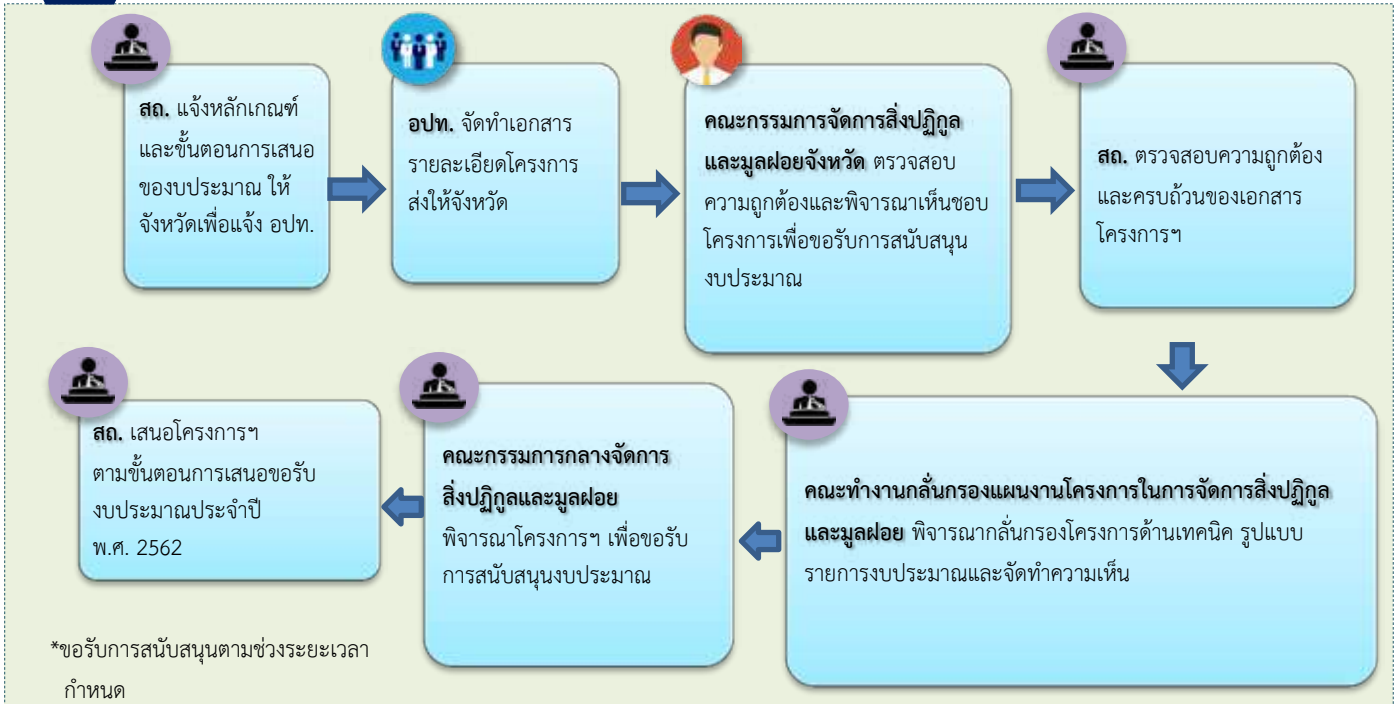 สถ. แจ้งหลักเกณฑ์
และขั้นตอนการเสนอ
ของบประมาณ ให้
จังหวัดเพื่อแจ้ง อปท.
อปท. จัดทำเอกสาร
รายละเอียดโครงการ
ส่งให้จังหวัด
คณะกรรมการจัดการสิ่งปฏิกูล
และมูลฝอยจังหวัด ตรวจสอบ
ความถูกต้องและพิจารณาเห็นชอบ
โครงการเพื่อขอรับการสนับสนุน
งบประมาณ
สถ. ตรวจสอบความถูกต้อง
และครบถ้วนของเอกสาร
โครงการฯ
คณะทำงานกลั่นกรองแผนงานโครงการในการจัดการสิ่งปฏิกูล
และมูลฝอย พิจารณากลั่นกรองโครงการด้านเทคนิค รูปแบบ
รายการงบประมาณและจัดทำความเห็น
คณะกรรมการกลางจัดการ
สิ่งปฏิกูลและมูลฝอย
พิจารณาโครงการฯ เพื่อขอรับ
การสนับสนุนงบประมาณ
สถ. เสนอโครงการฯ
ตามขั้นตอนการเสนอขอรับ
งบประมาณประจำปี
พ.ศ. 2562
*ขอรับการสนับสนุนตามช่วงระยะเวลา
กำหนด